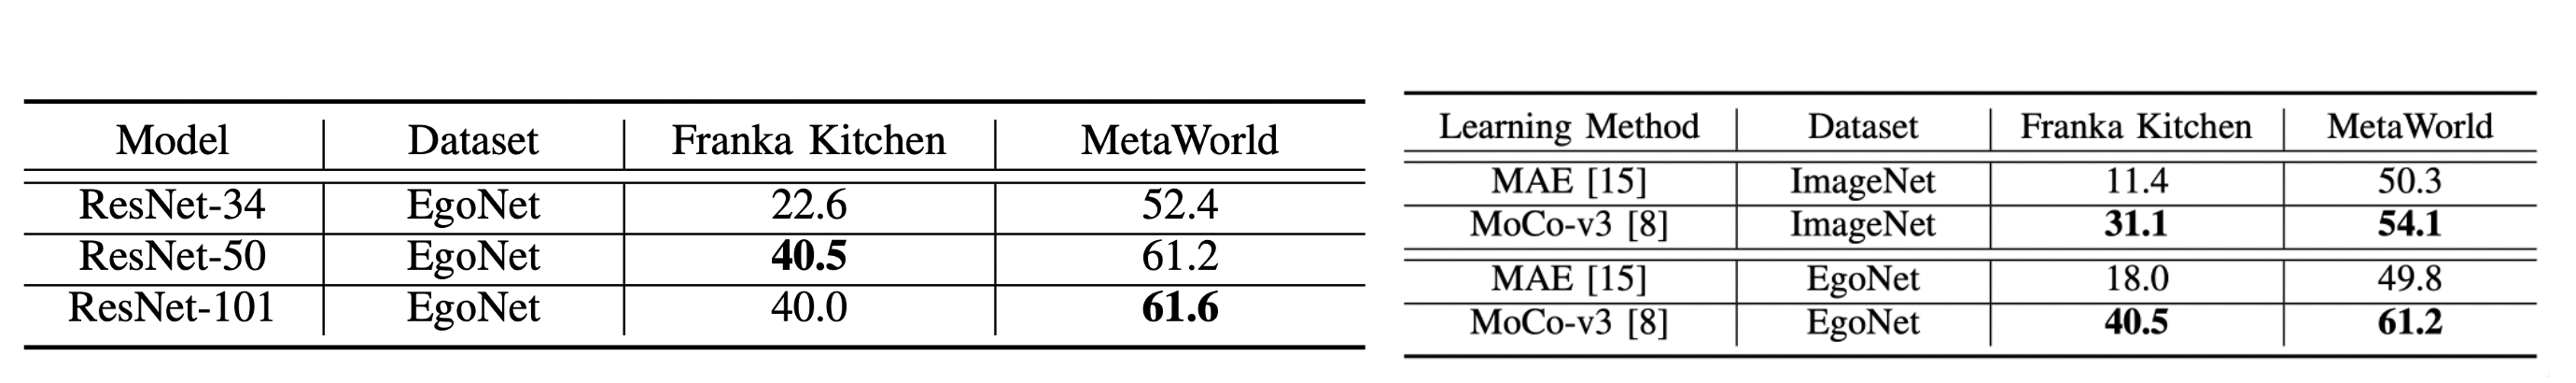 Model Dataset Franka Kitchen MetaWorld
ResNet-34 EgoNet 22.6 52.4
ResNet-50 EgoNet 40.5 61.2
ResNet-101 EgoNet 40.0 61.6
Learning Method Dataset Franka Kitchen MetaWorld
MAE [15] ImageNet 11.4 50.3
MoCo-v3 [8] ImageNet 31.1 54.1
MAE [15] EgoNet 18.0 49.8
MoCo-v3 [8] EgoNet 40.5 61.2